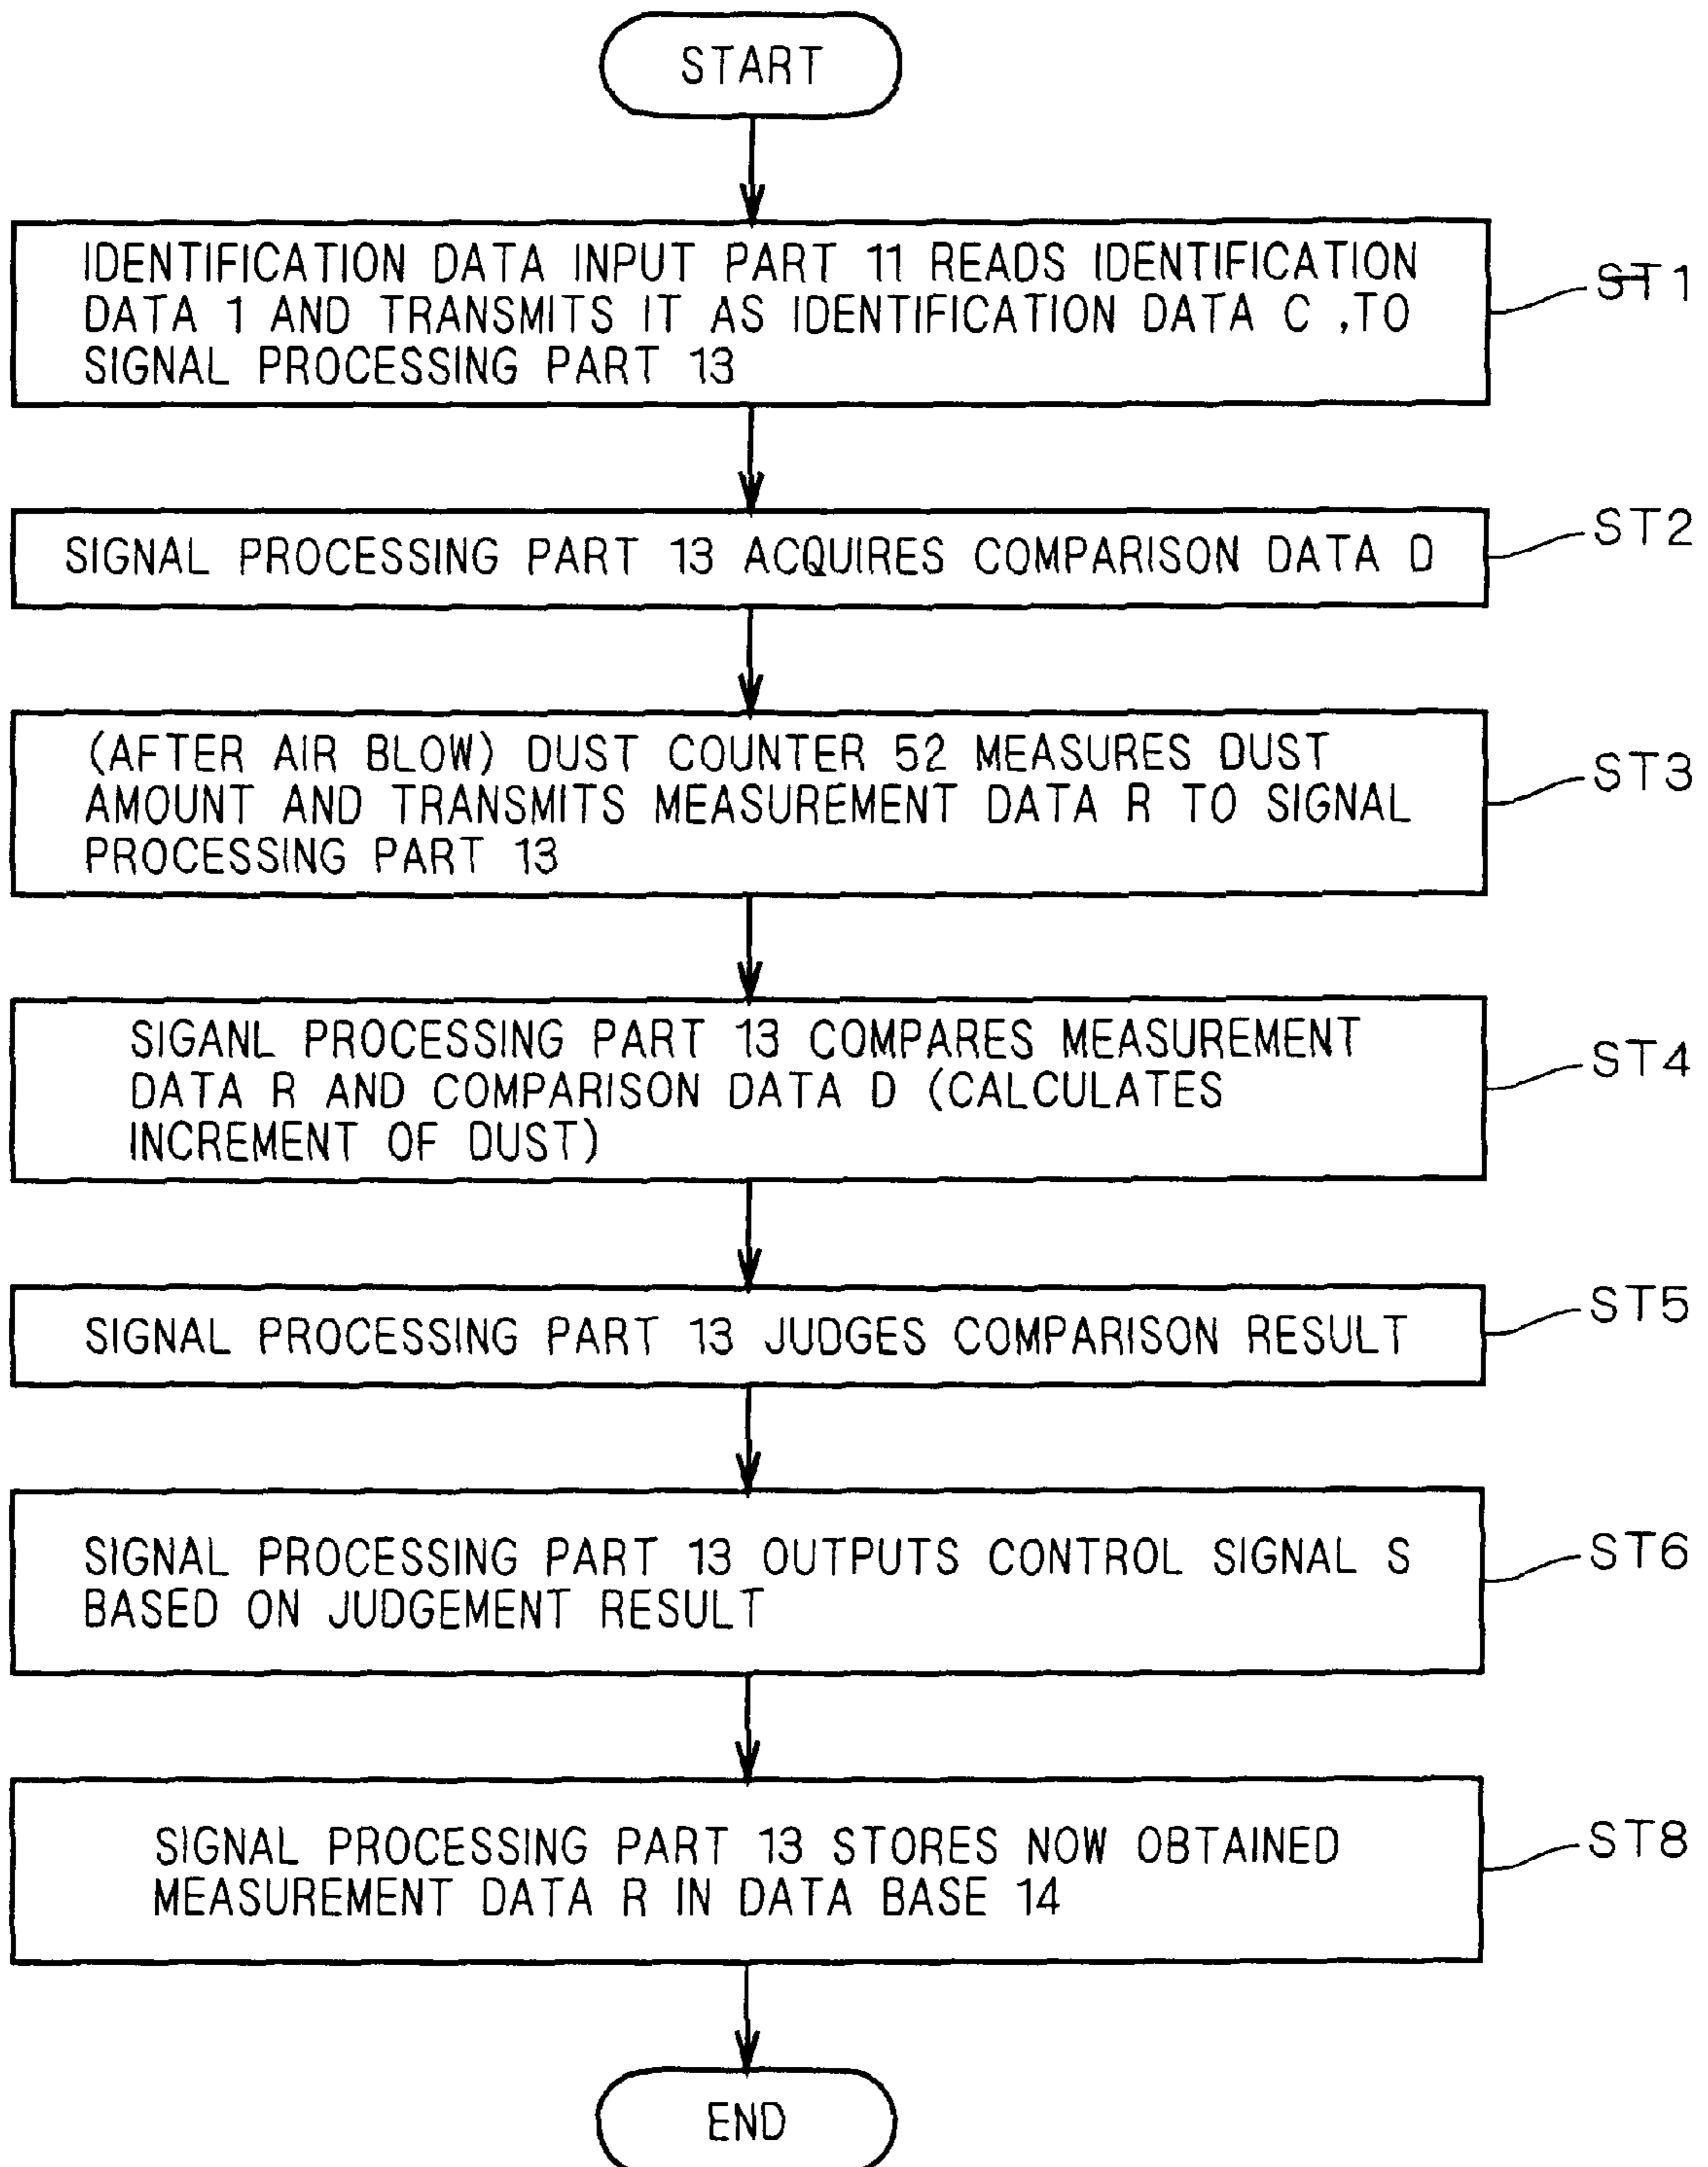 START
IDENTIFICATION DATA INPUT PART 11 READS IDENTIFICATION
DATA 1 AND TRANSMITS IT AS IDENTIFICATION DATA C ,TO
SIGNAL PROCESSING PART 13
ST1
SIGNAL PROCESSING PART 13 ACQUIRES COMPARISON DATA D
ST2
(AFTER AIR BLOW) DUST COUNTER 52 MEASURES DUST
AMOUNT AND TRANSMITS MEASUREMENT DATA R TO SIGNAL
PROCESSING PART 13
ST3
SIGANL PROCESSING PART 13 COMPARES MEASUREMENT
DATA R AND COMPARISON DATA D (CALCULATES
INCREMENT OF DUST)
ST4
SIGNAL PROCESSING PART 13 JUDGES COMPARISON RESULT
ST5
SIGNAL PROCESSING PART 13 OUTPUTS CONTROL SIGNAL S
BASED ON JUDGEMENT RESULT
ST6
SIGNAL PROCESSING PART 13 STORES NOW OBTAINED
MEASUREMENT DATA R IN DATA BASE 14
ST8
END